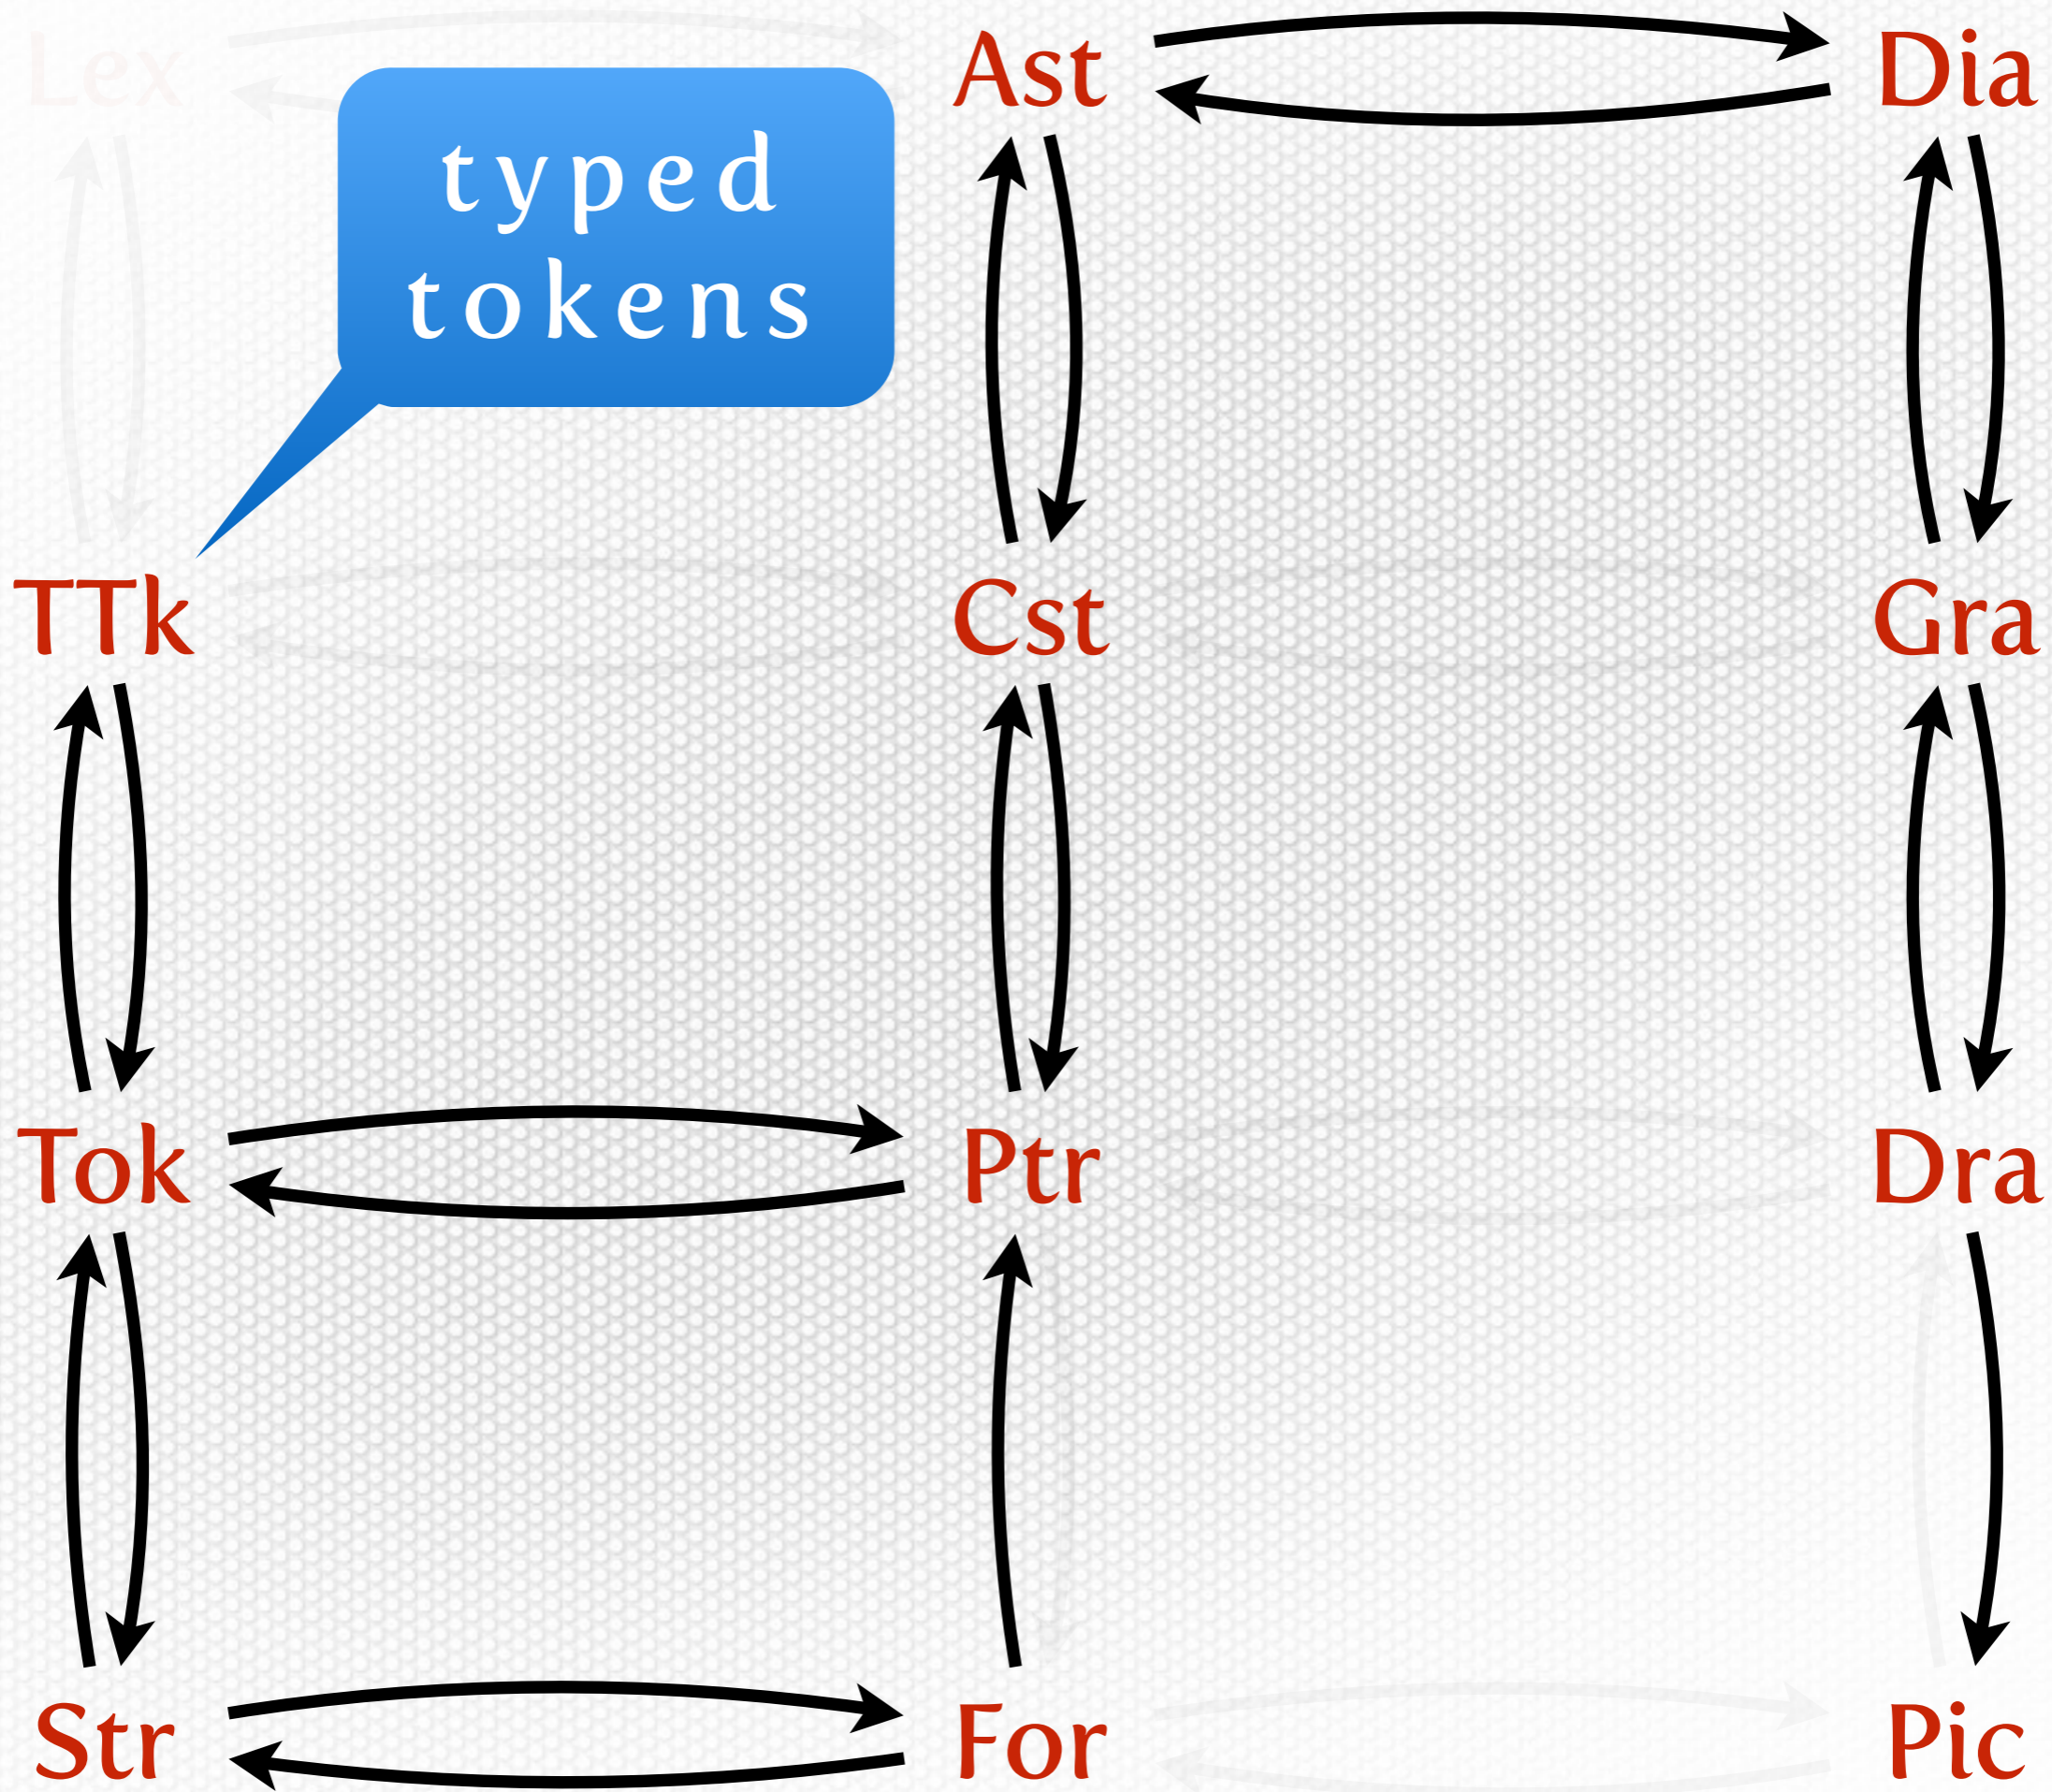 Lex
Ast
Dia
typed
tokens
TTk
Cst
Gra
Tok
Ptr
Dra
Str
For
Pic